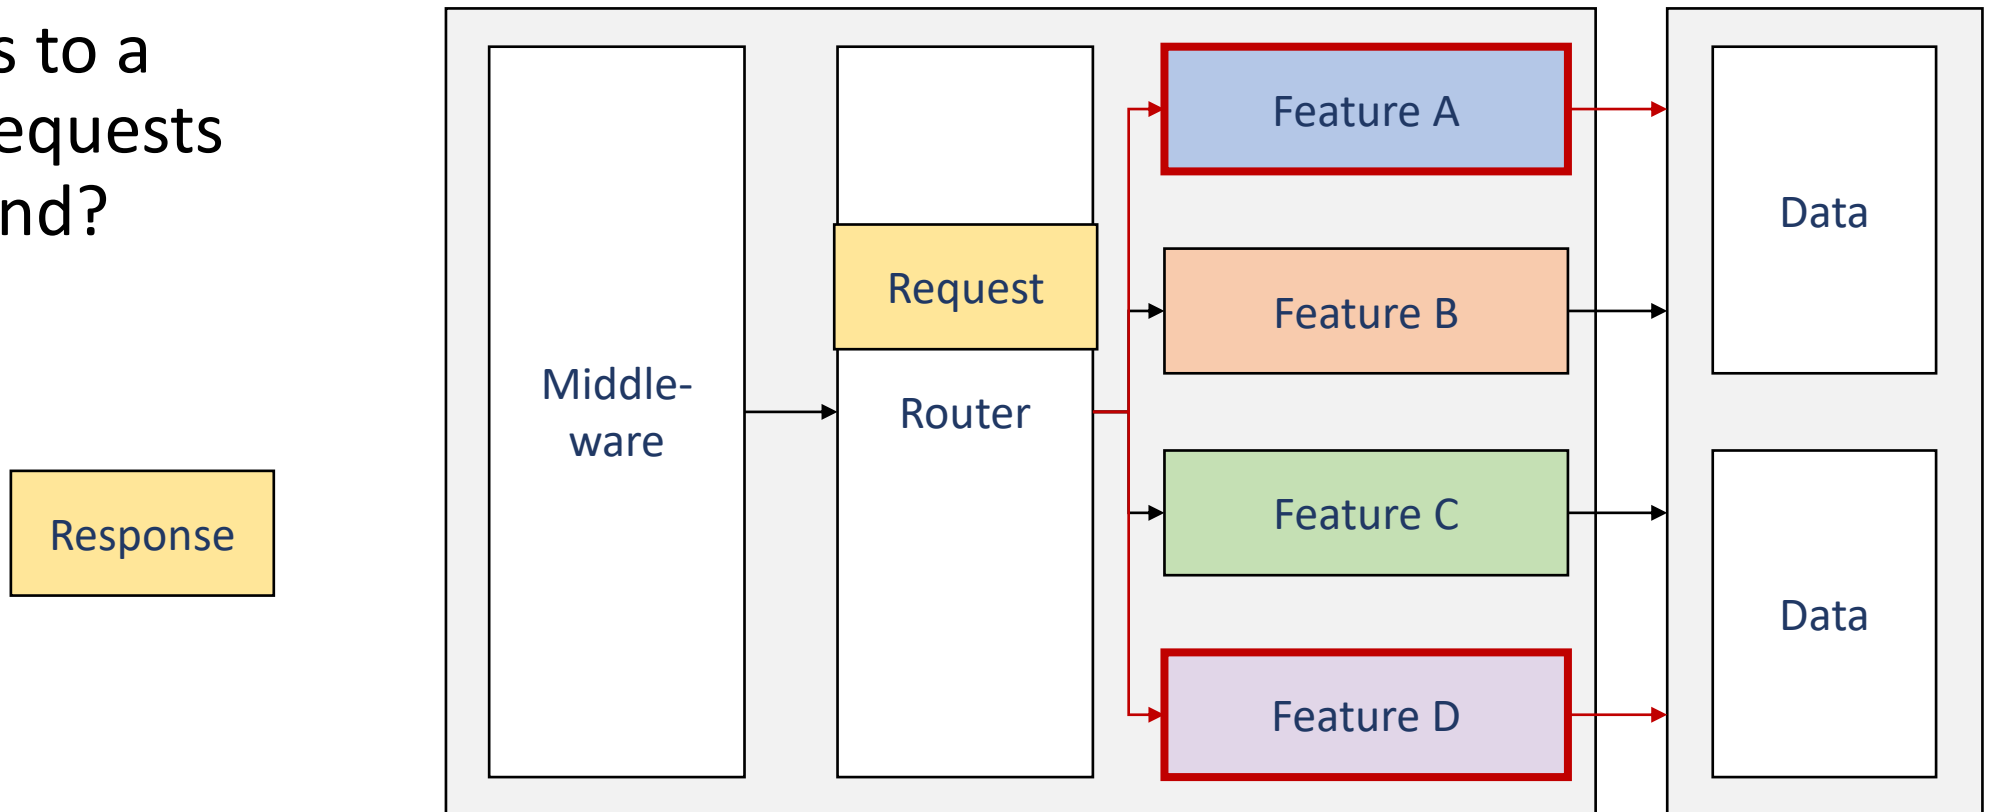 s to a
equests
nd?
Response
Middle-
ware
Request
Router
Feature A
Feature B
Feature C
Feature D
Data
Data